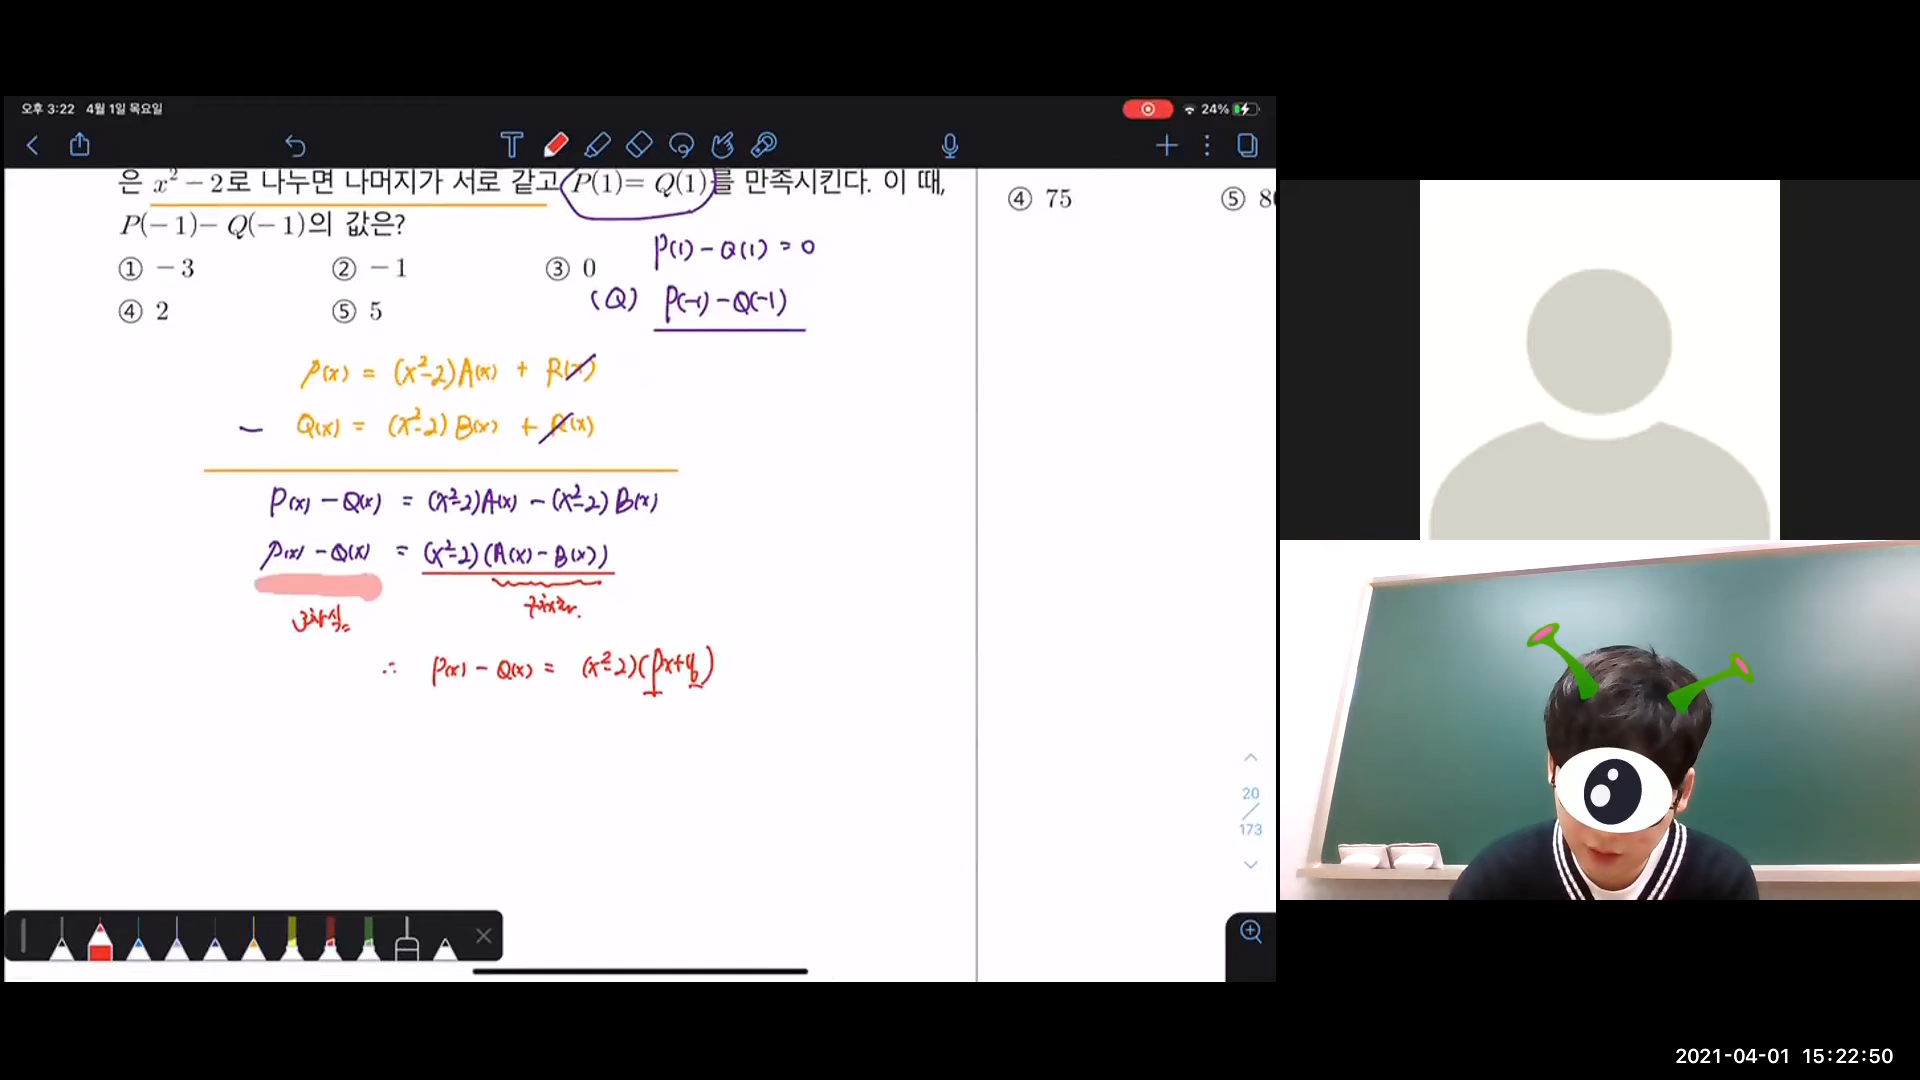 오후 3:22 4월 1일 목요일
24%
은 x² − 2로 나누면 나머지가 서로 같고 P(1) = Q(1)를 만족시킨다. 이 때,
P(−1) − Q(−1)의 값은?
① −3 ② −1 ③ 0
④ 2 ⑤ 5
P(1) − Q(1) = 0
(Q) P(−1) − Q(−1)
P(x) = (x²−2)A(x) + R(x)
− Q(x) = (x²−2)B(x) + R(x)
P(x) − Q(x) = (x²−2)A(x) − (x²−2)B(x)
P(x) − Q(x) = (x²−2)(A(x) − B(x))
3차식
∴ P(x) − Q(x) = (x²−2)(px+q)
④ 75 ⑤ 8
20
173
2021-04-01 15:22:50